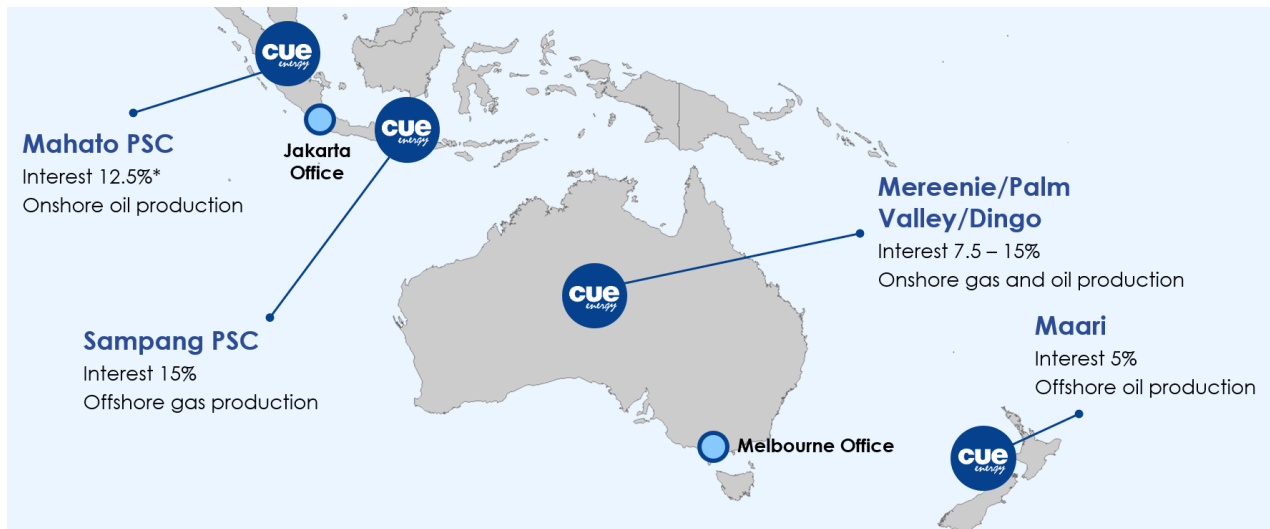 cue
energy
Mahato PSC
Interest 12.5%*
Onshore oil production
Jakarta
Office
cue
energy
Sampang PSC
Interest 15%
Offshore gas production
cue
energy
Mereenie/Palm
Valley/Dingo
Interest 7.5 – 15%
Onshore gas and oil production
Melbourne Office
Maari
Interest 5%
Offshore oil production
cue
energy